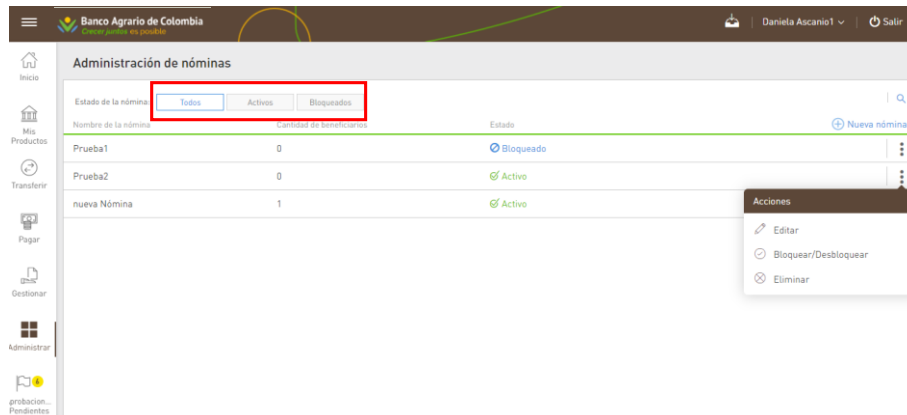 Banco Agrario de Colombia
Crecer juntos es posible
Daniela Ascanio1
Salir
Inicio
Mis
Productos
Transferir
Pagar
Gestionar
Administrar
6
probacion...
Pendientes
Administración de nóminas
Estado de la nómina: Todos Activos Bloqueados
Nombre de la nómina Cantidad de beneficiarios Estado Nueva nómina
Prueba1 0 Bloqueado
Prueba2 0 Activo
nueva Nómina 1 Activo
Acciones
Editar
Bloquear/Desbloquear
Eliminar